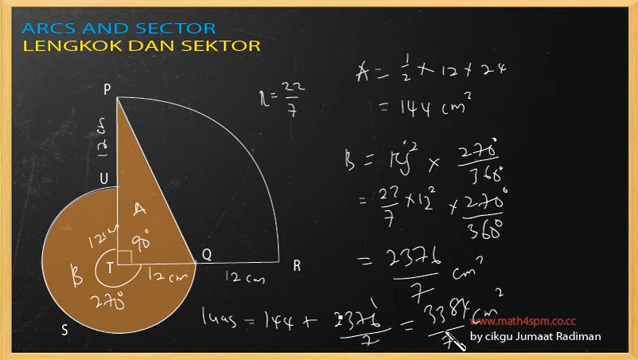 ARCS AND SECTOR
LENGKOK DAN SEKTOR
P
π = 22/7
12 cm
U
A
12cm
90°
B
T
Q
R
12 cm
12 cm
270°
S
A = 1/2 × 12 × 24
= 144 cm²
B = πj² × 270°/360°
= 22/7 × 12² × 270°/360°
= 2376/7 cm²
luas = 144 + 2376/7 = 3384/7 cm²
www.math4spm.co.cc
by cikgu Jumaat Radiman